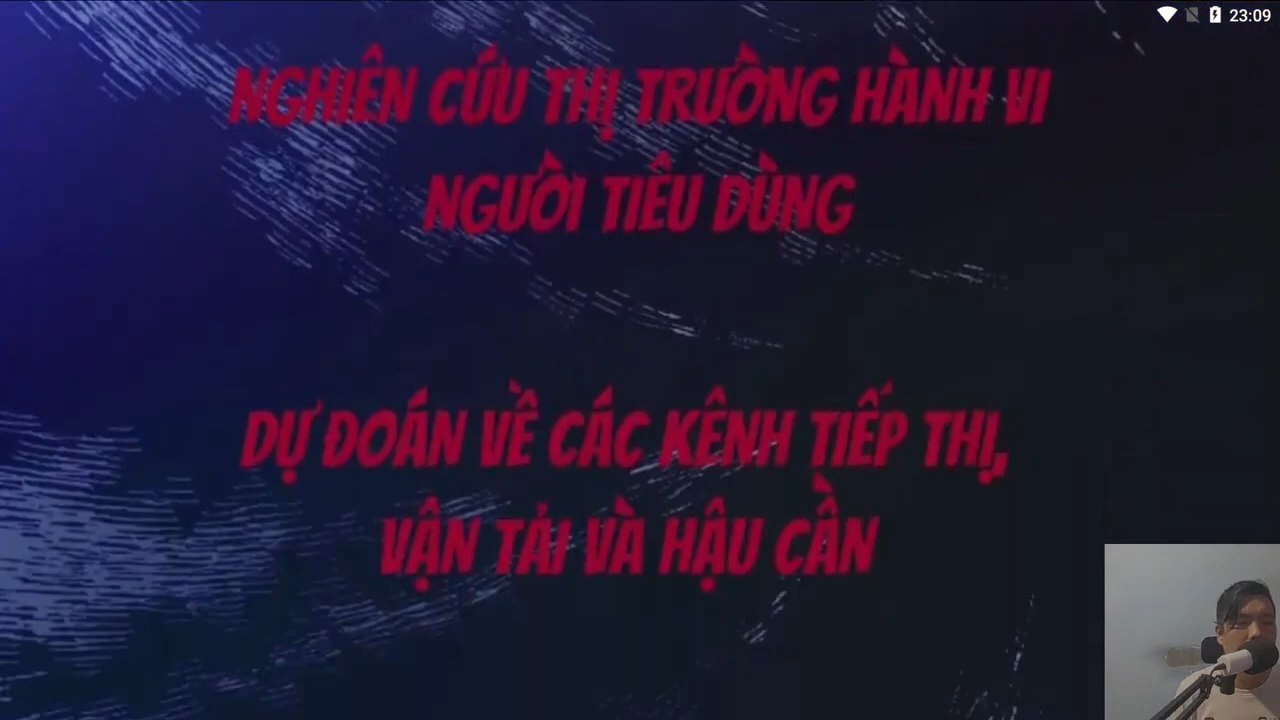 23:09
NGHIÊN CỨU THỊ TRƯỜNG HÀNH VI
NGƯỜI TIÊU DÙNG
DỰ ĐOÁN VỀ CÁC KÊNH TIẾP THỊ,
VẬN TẢI VÀ HẬU CẦN